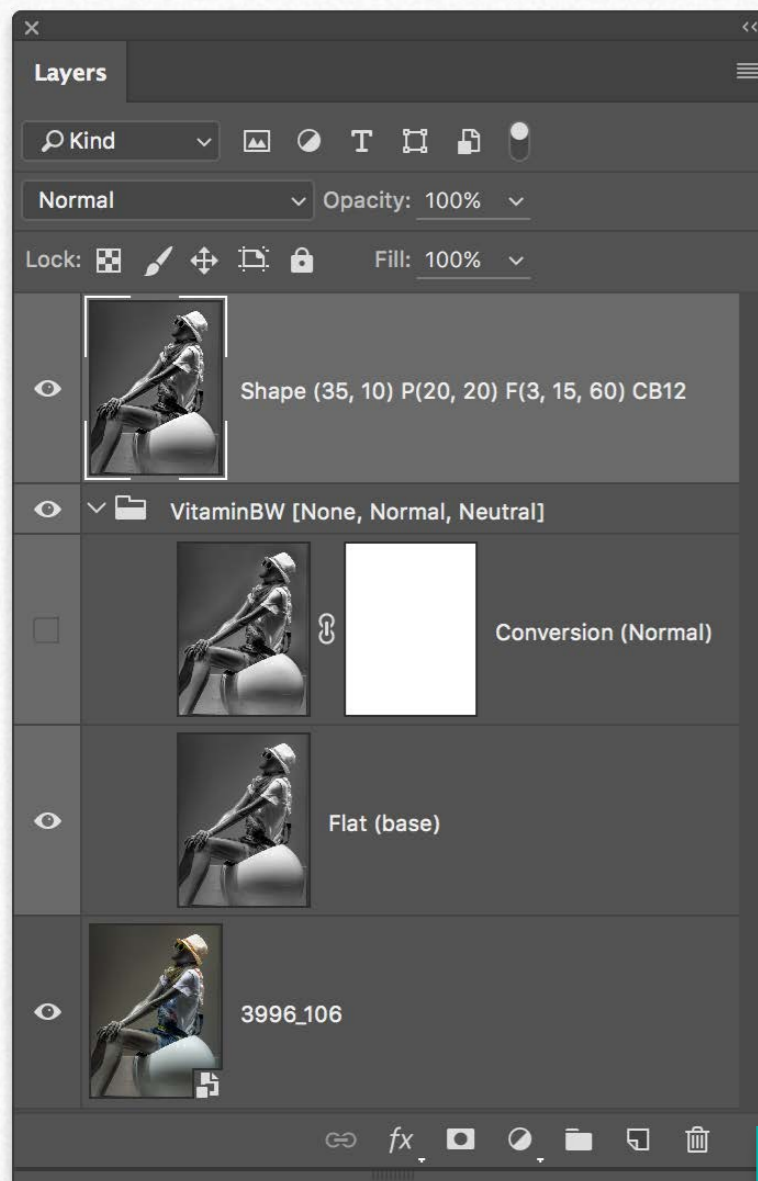 Layers
Kind
Normal Opacity: 100%
Lock: Fill: 100%
Shape (35, 10) P(20, 20) F(3, 15, 60) CB12
VitaminBW [None, Normal, Neutral]
Conversion (Normal)
Flat (base)
3996_106
fx